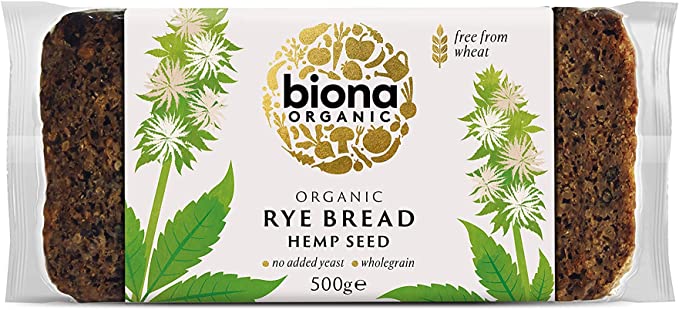 biona
ORGANIC
free from
wheat
ORGANIC
RYE BREAD
HEMP SEED
no added yeast • wholegrain
500g℮